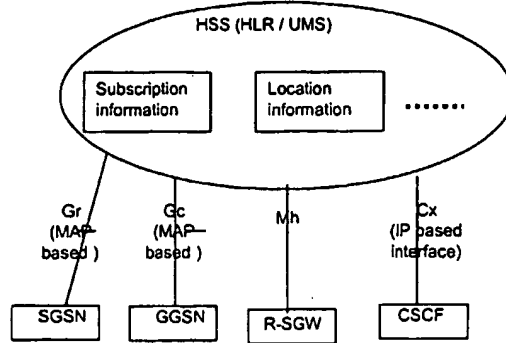 HSS (HLR / UMS)
Subscription
information
Location
information
Gr
(MAP-
based )
Gc
(MAP-
based )
Mh
Cx
(IP based
interface)
SGSN
GGSN
R-SGW
CSCF